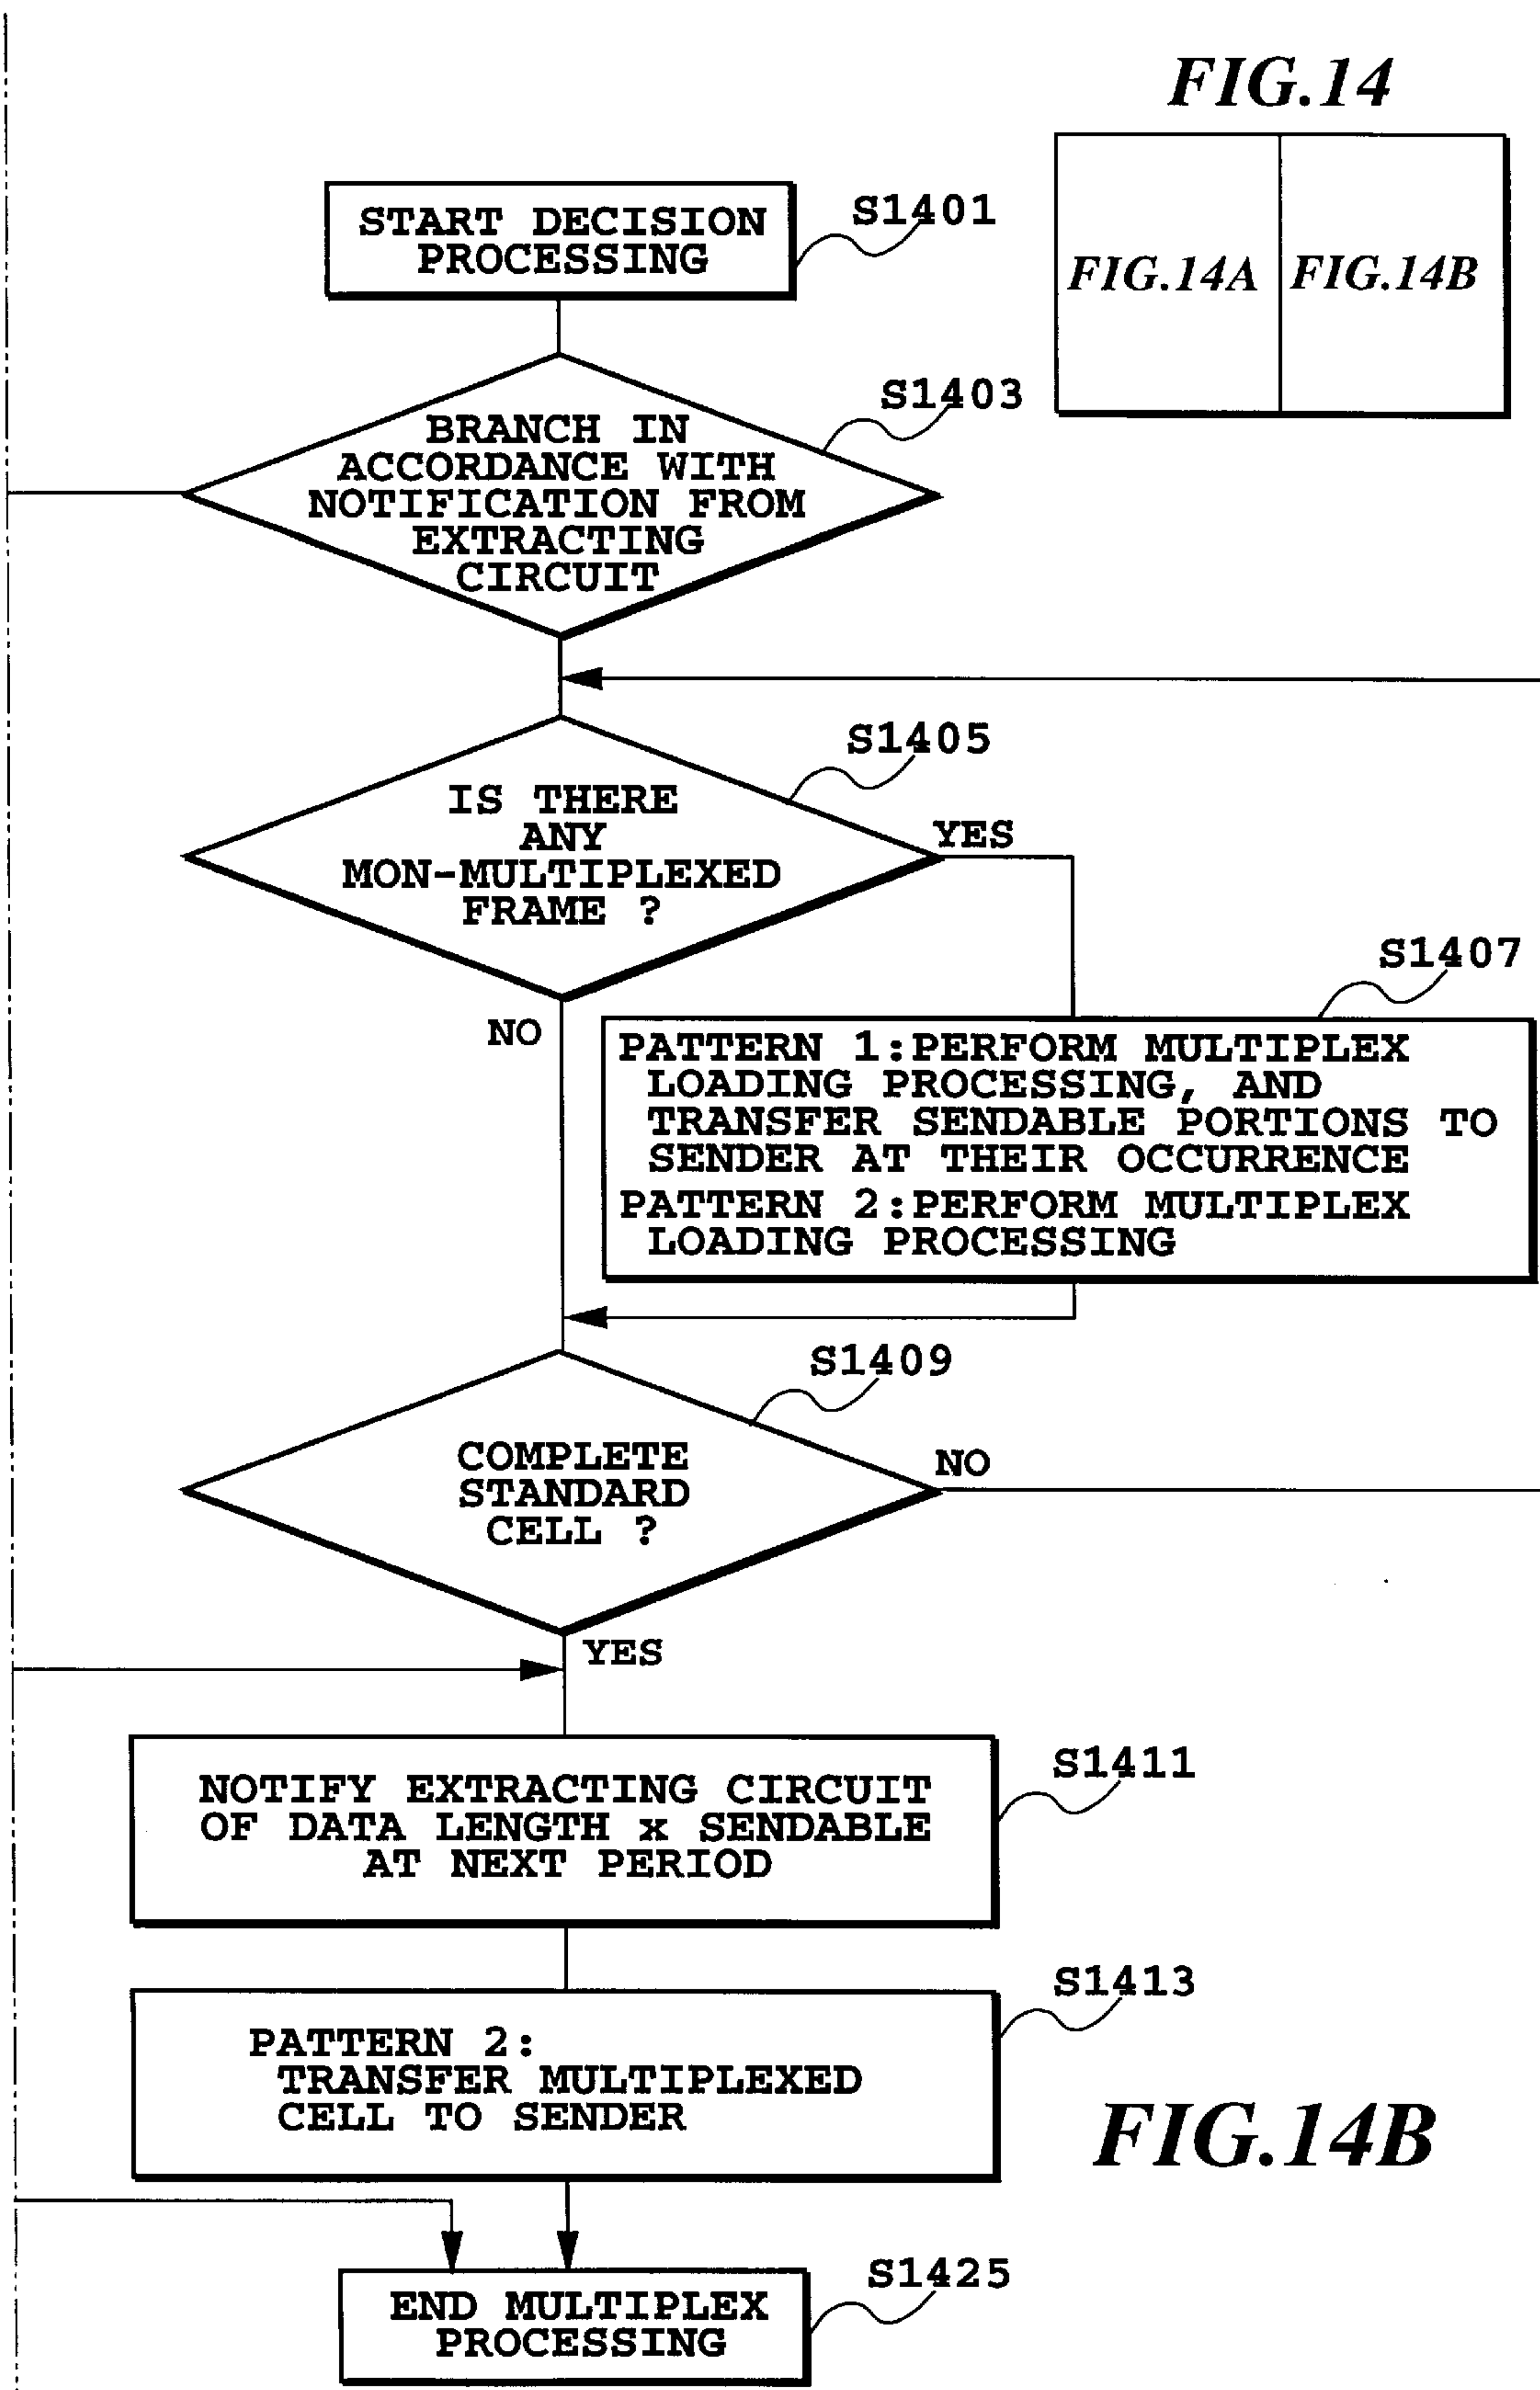 FIG.14
FIG.14A
FIG.14B
START DECISION
PROCESSING
S1401
BRANCH IN
ACCORDANCE WITH
NOTIFICATION FROM
EXTRACTING
CIRCUIT
S1403
IS THERE
ANY
MON-MULTIPLEXED
FRAME ?
S1405
YES
NO
S1407
PATTERN 1:PERFORM MULTIPLEX
LOADING PROCESSING, AND
TRANSFER SENDABLE PORTIONS TO
SENDER AT THEIR OCCURRENCE
PATTERN 2:PERFORM MULTIPLEX
LOADING PROCESSING
S1409
COMPLETE
STANDARD
CELL ?
NO
YES
S1411
NOTIFY EXTRACTING CIRCUIT
OF DATA LENGTH x SENDABLE
AT NEXT PERIOD
S1413
PATTERN 2:
TRANSFER MULTIPLEXED
CELL TO SENDER
FIG.14B
S1425
END MULTIPLEX
PROCESSING